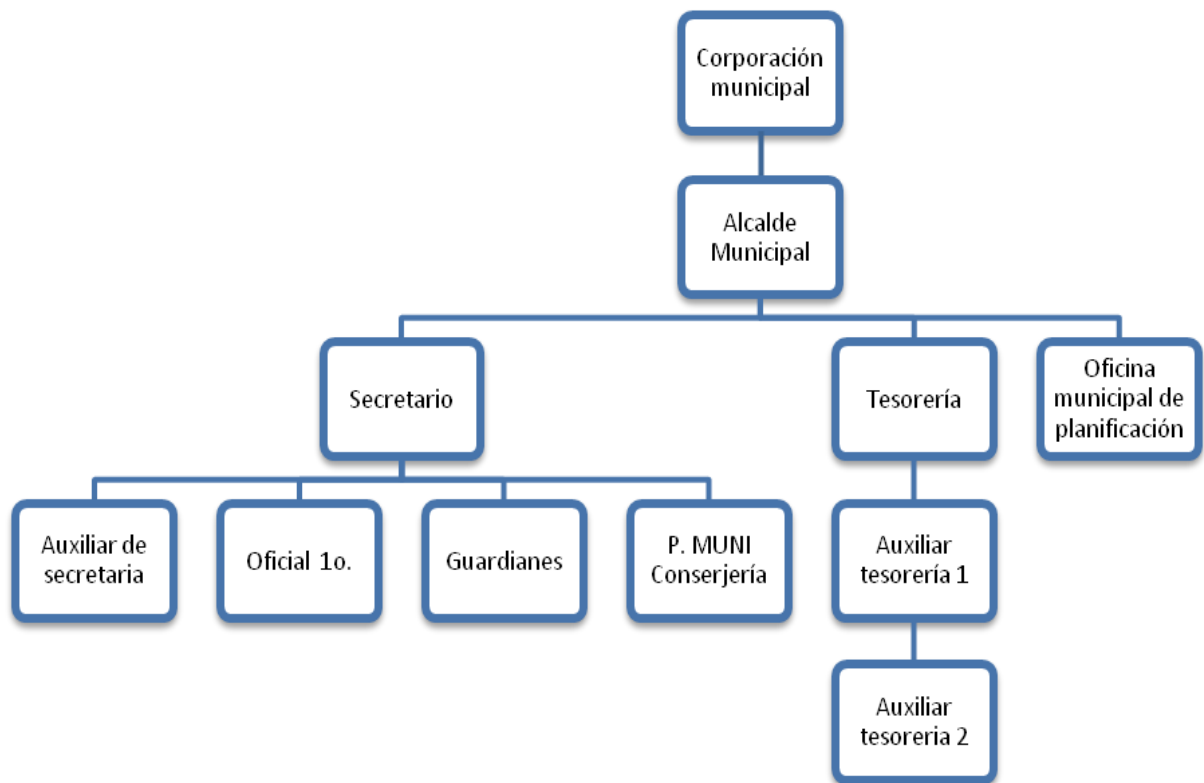 Corporación
municipal
Alcalde
Municipal
Secretario
Tesorería
Oficina
municipal de
planificación
Auxiliar de
secretaria
Oficial 1o.
Guardianes
P. MUNI
Conserjería
Auxiliar
tesorería 1
Auxiliar
tesoreria 2